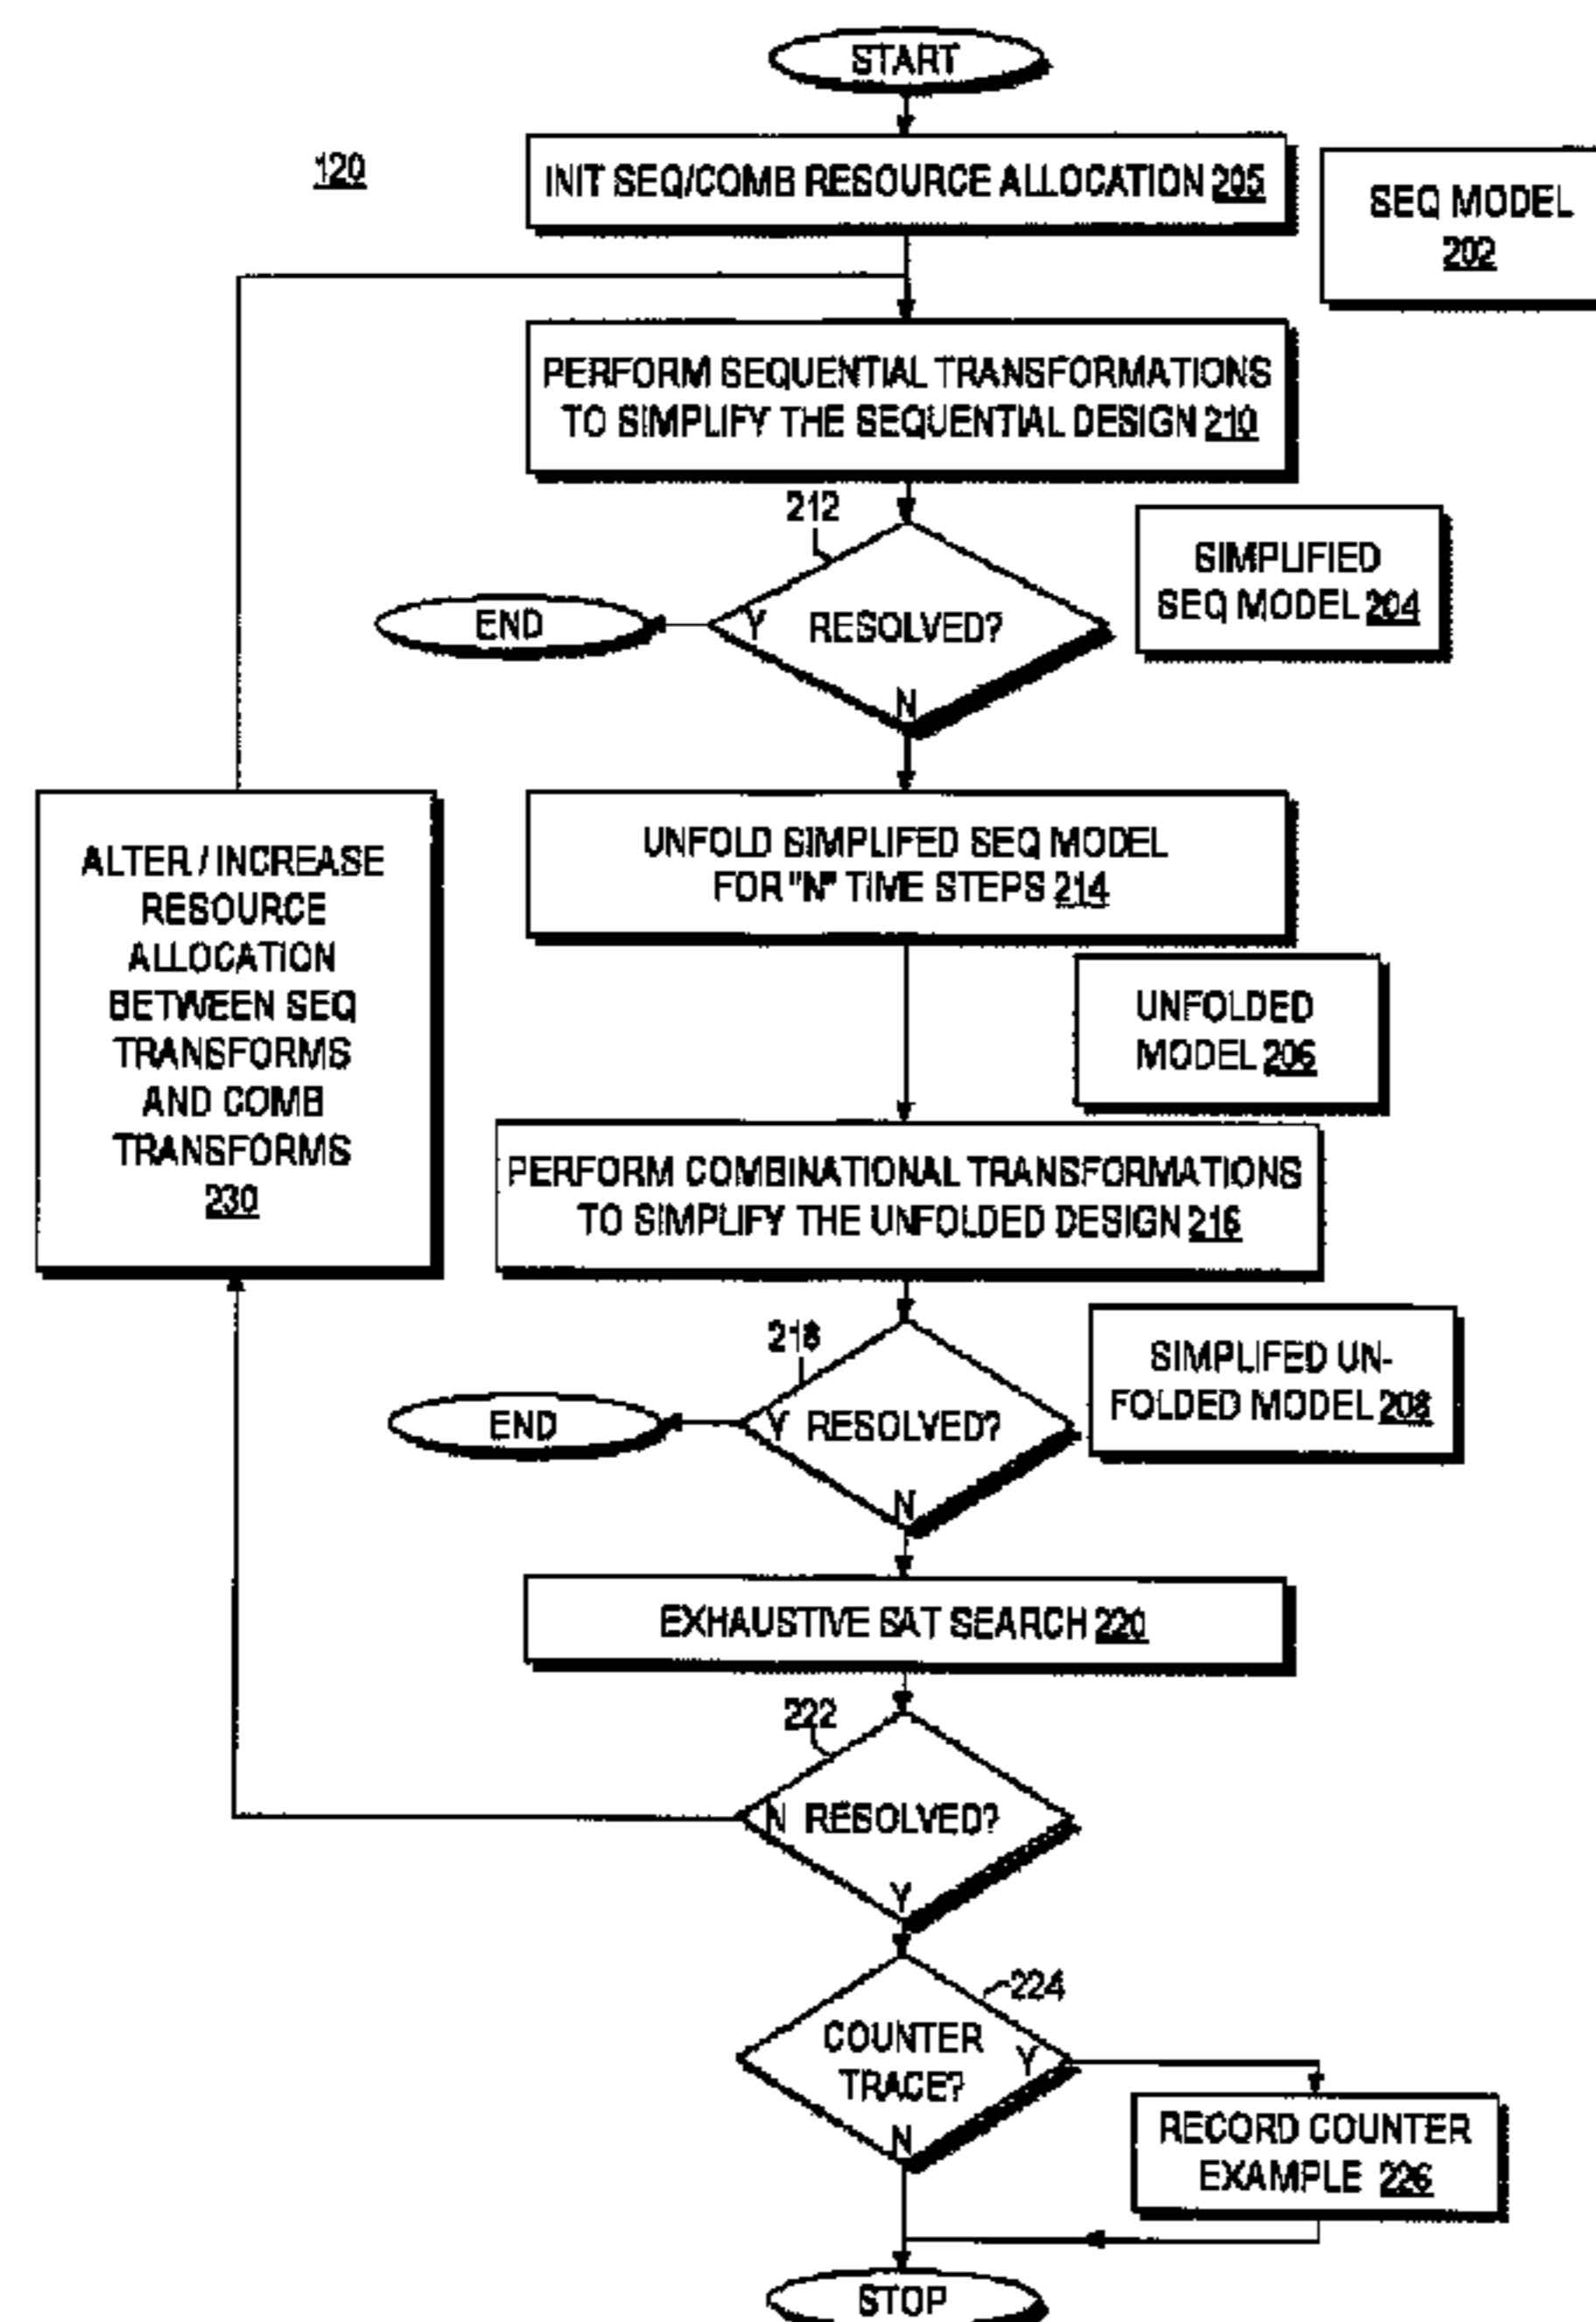 START
120
INIT SEQ/COMB RESOURCE ALLOCATION 205
SEQ MODEL
202
PERFORM SEQUENTIAL TRANSFORMATIONS
TO SIMPLIFY THE SEQUENTIAL DESIGN 210
212
SIMPLIFIED
SEQ MODEL 204
END
Y
RESOLVED?
N
UNFOLD SIMPLIFED SEQ MODEL
FOR "N" TIME STEPS 214
ALTER / INCREASE
RESOURCE
ALLOCATION
BETWEEN SEQ
TRANSFORMS
AND COMB
TRANSFORMS
230
UNFOLDED
MODEL 206
PERFORM COMBINATIONAL TRANSFORMATIONS
TO SIMPLIFY THE UNFOLDED DESIGN 216
218
SIMPLIFED UN-
FOLDED MODEL 208
END
Y RESOLVED?
N
EXHAUSTIVE SAT SEARCH 220
222
N RESOLVED?
Y
224
COUNTER
TRACE?
Y
N
RECORD COUNTER
EXAMPLE 226
STOP